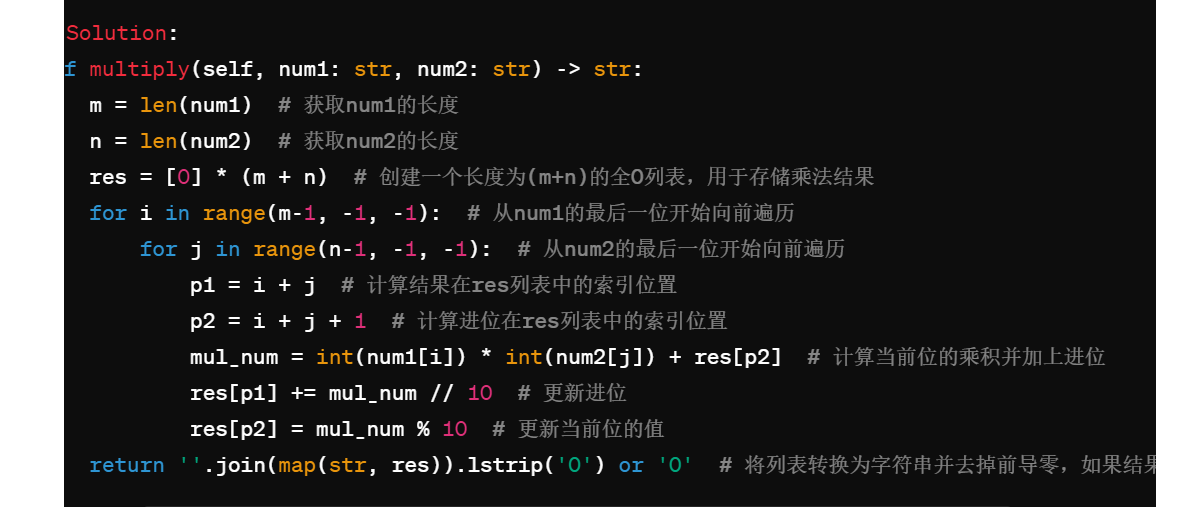 Solution:
f multiply(self, num1: str, num2: str) -> str:
m = len(num1)  # 获取num1的长度
n = len(num2)  # 获取num2的长度
res = [0] * (m + n)  # 创建一个长度为(m+n)的全0列表，用于存储乘法结果
for i in range(m-1, -1, -1):  # 从num1的最后一位开始向前遍历
for j in range(n-1, -1, -1):  # 从num2的最后一位开始向前遍历
p1 = i + j  # 计算结果在res列表中的索引位置
p2 = i + j + 1  # 计算进位在res列表中的索引位置
mul_num = int(num1[i]) * int(num2[j]) + res[p2]  # 计算当前位的乘积并加上进位
res[p1] += mul_num // 10  # 更新进位
res[p2] = mul_num % 10  # 更新当前位的值
return ''.join(map(str, res)).lstrip('0') or '0'  # 将列表转换为字符串并去掉前导零，如果结果